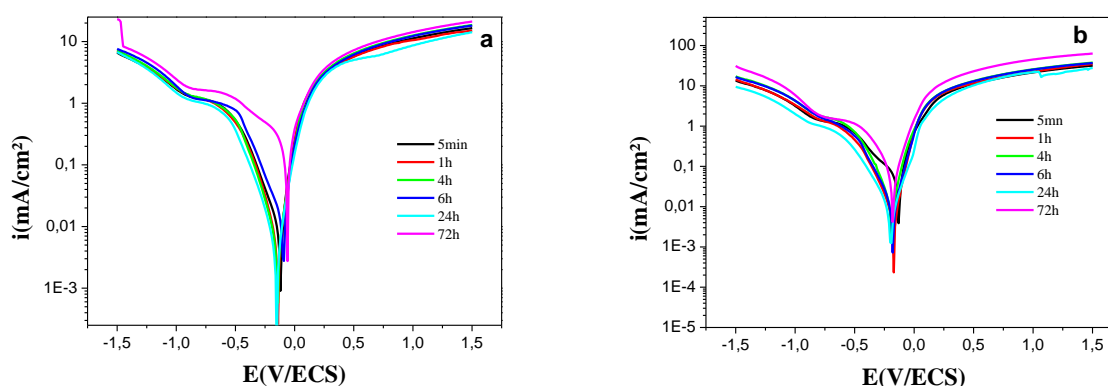 a
10
1
0,1
0,01
1E-3
i(mA/cm²)
5min
1h
4h
6h
24h
72h
-1,5 -1,0 -0,5 0,0 0,5 1,0 1,5
E(V/ECS)
b
100
10
1
0,1
0,01
1E-3
1E-4
1E-5
i(mA/cm²)
5mn
1h
4h
6h
24h
72h
-1,5 -1,0 -0,5 0,0 0,5 1,0 1,5
E(V/ECS)